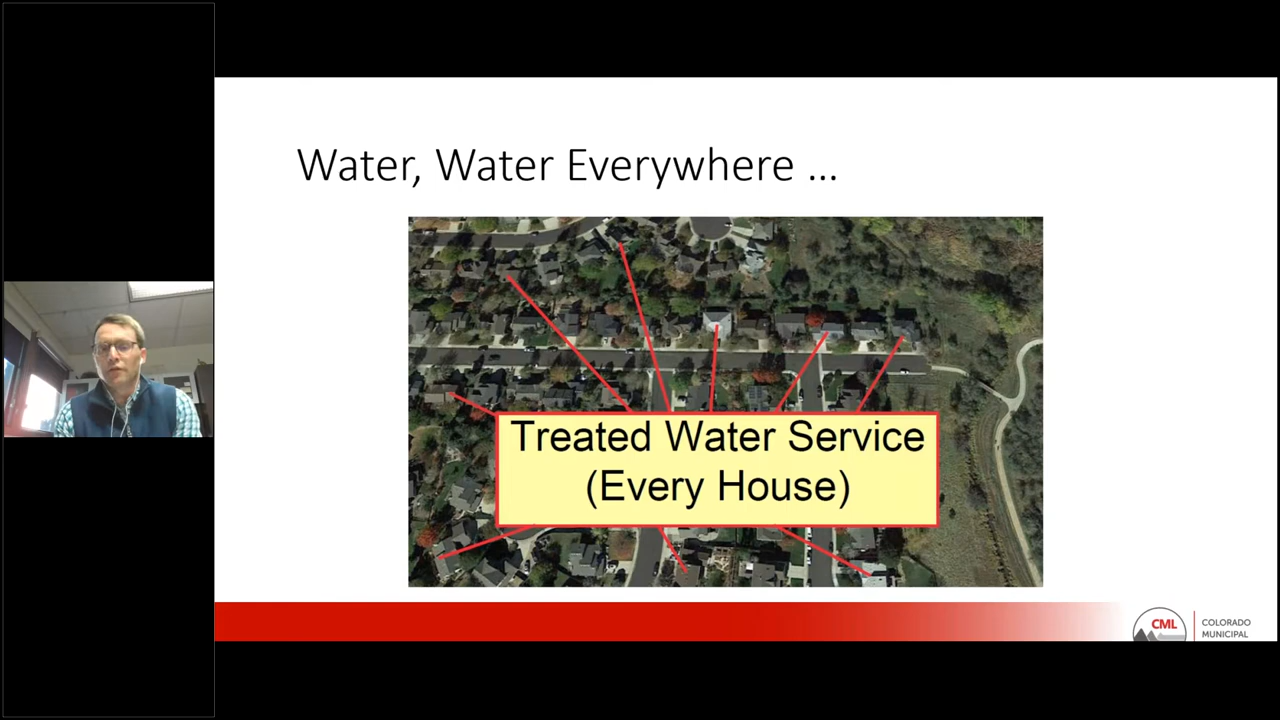 Water, Water Everywhere ...
Treated Water Service
(Every House)
CML
COLORADO
MUNICIPAL